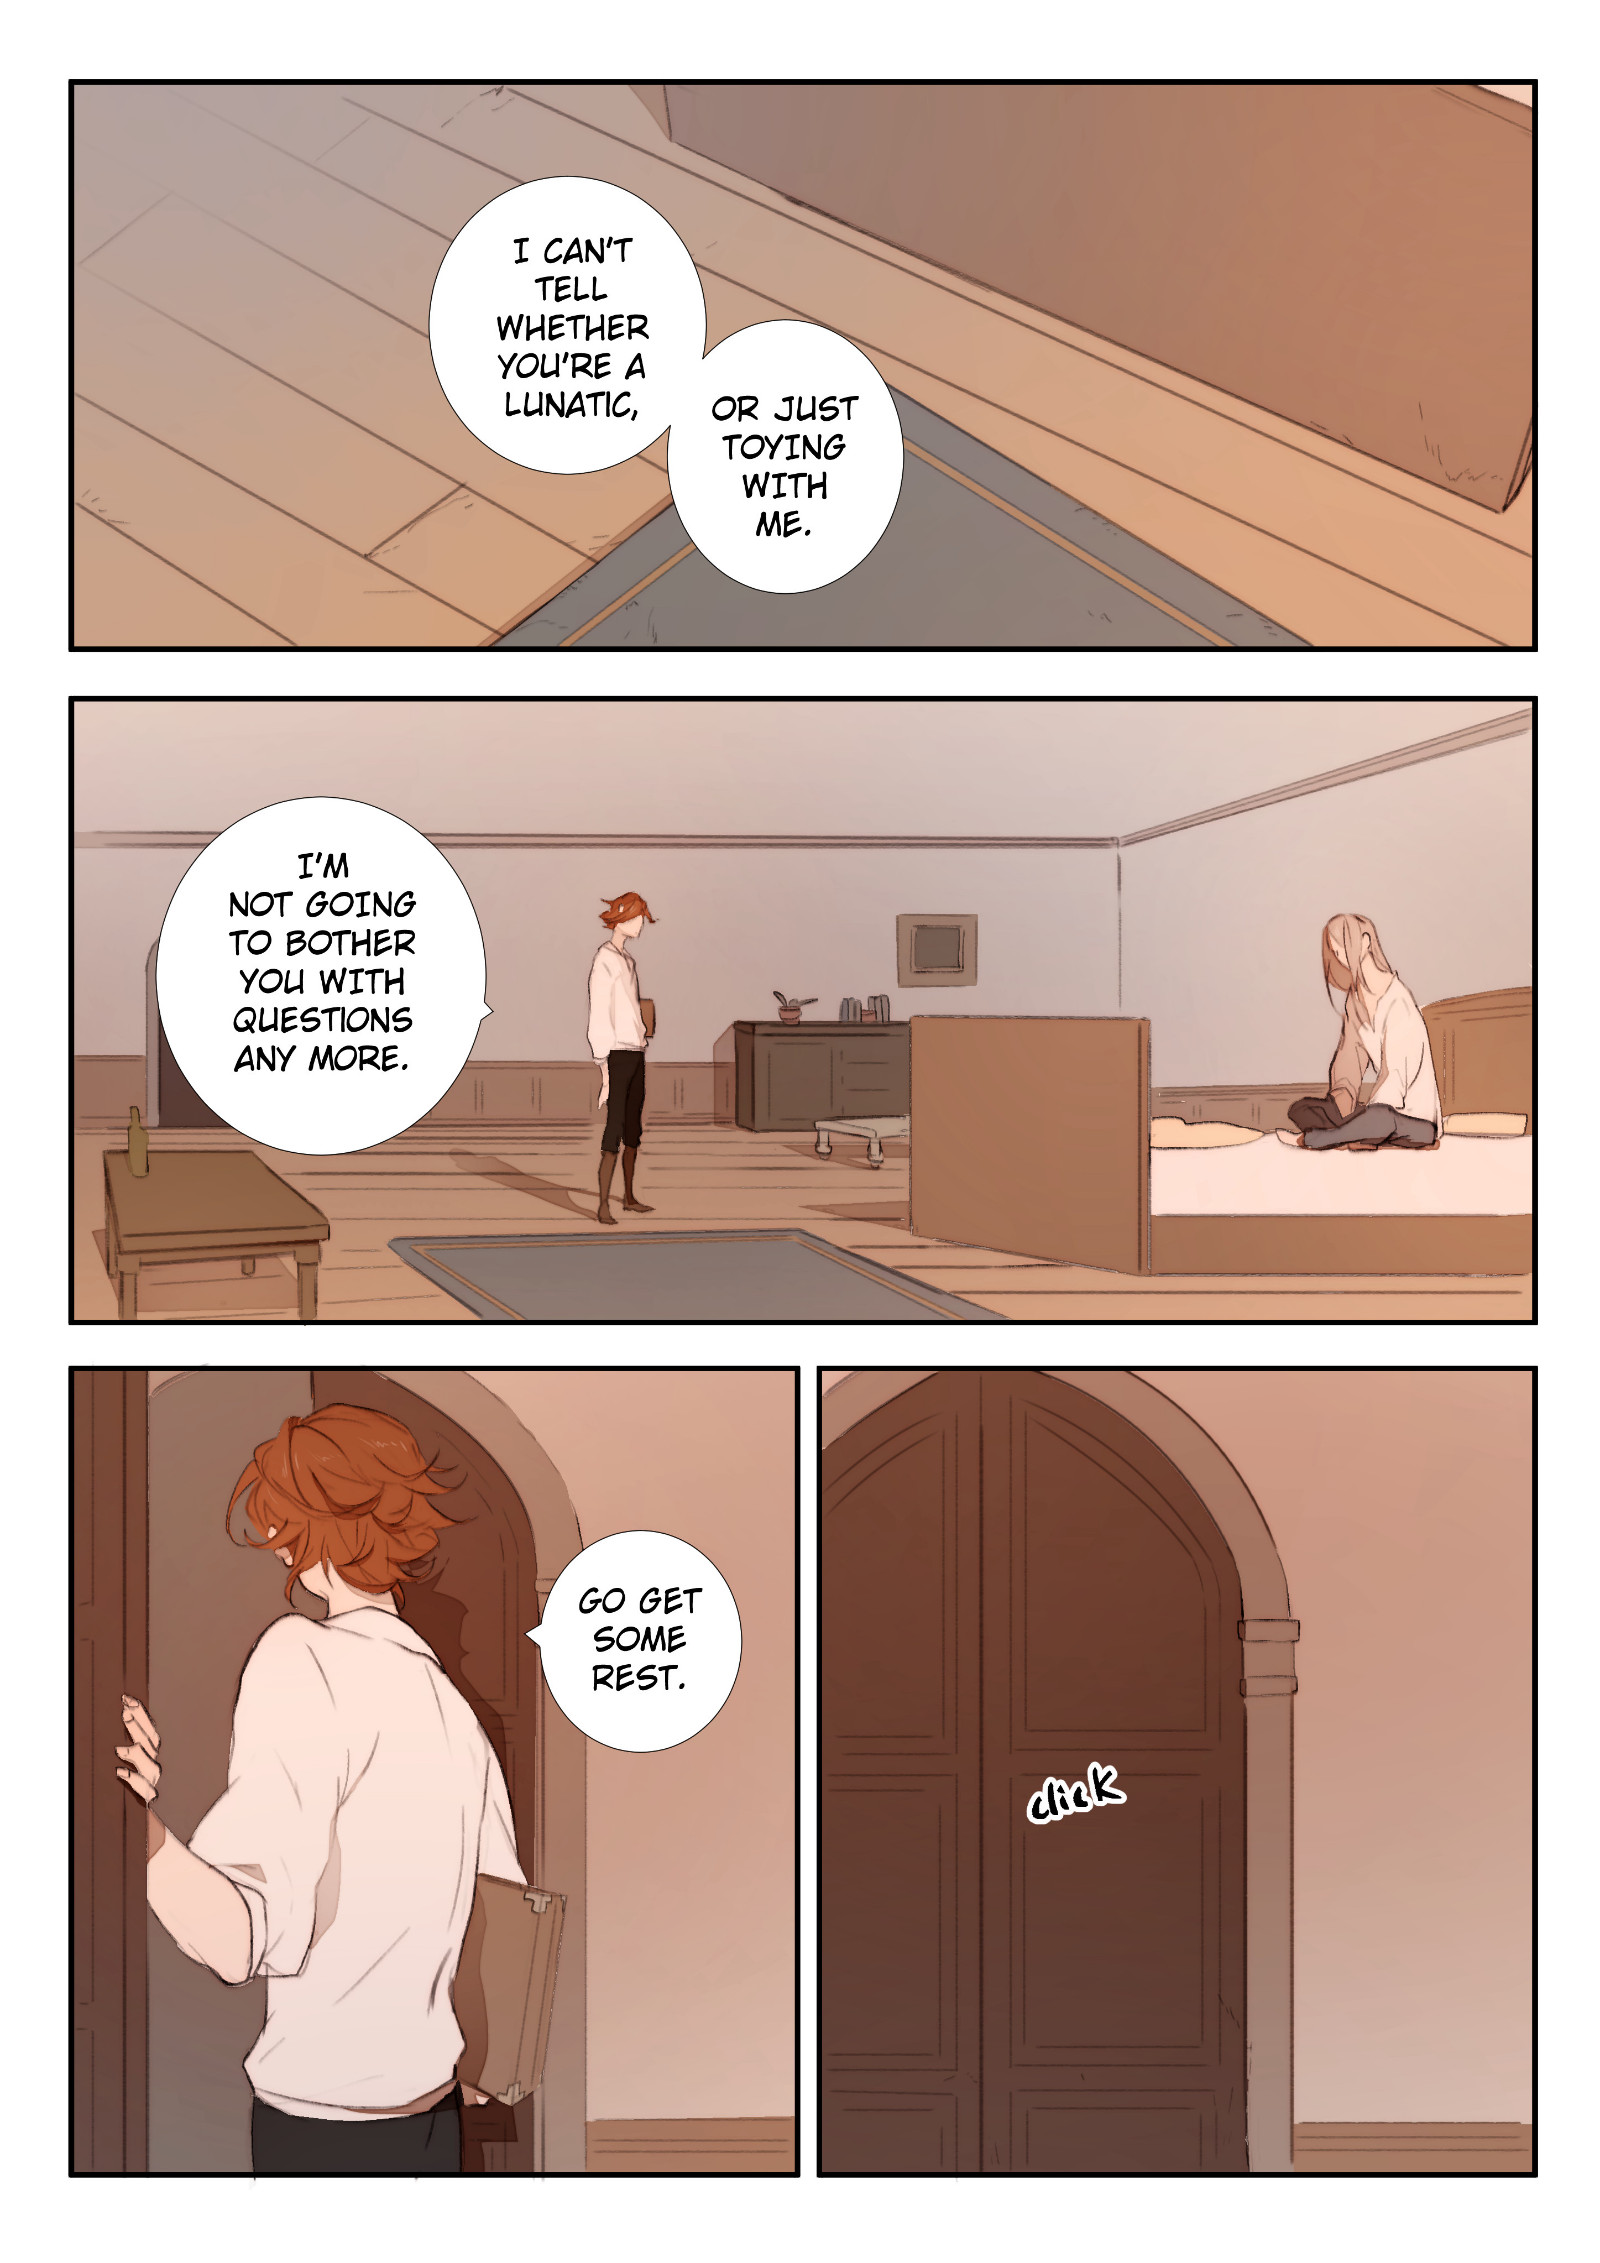 I CAN'T
TELL
WHETHER
YOU'RE A
LUNATIC,
OR JUST
TOYING
WITH
ME.
I'M
NOT GOING
TO BOTHER
YOU WITH
QUESTIONS
ANY MORE.
GO GET
SOME
REST.
click